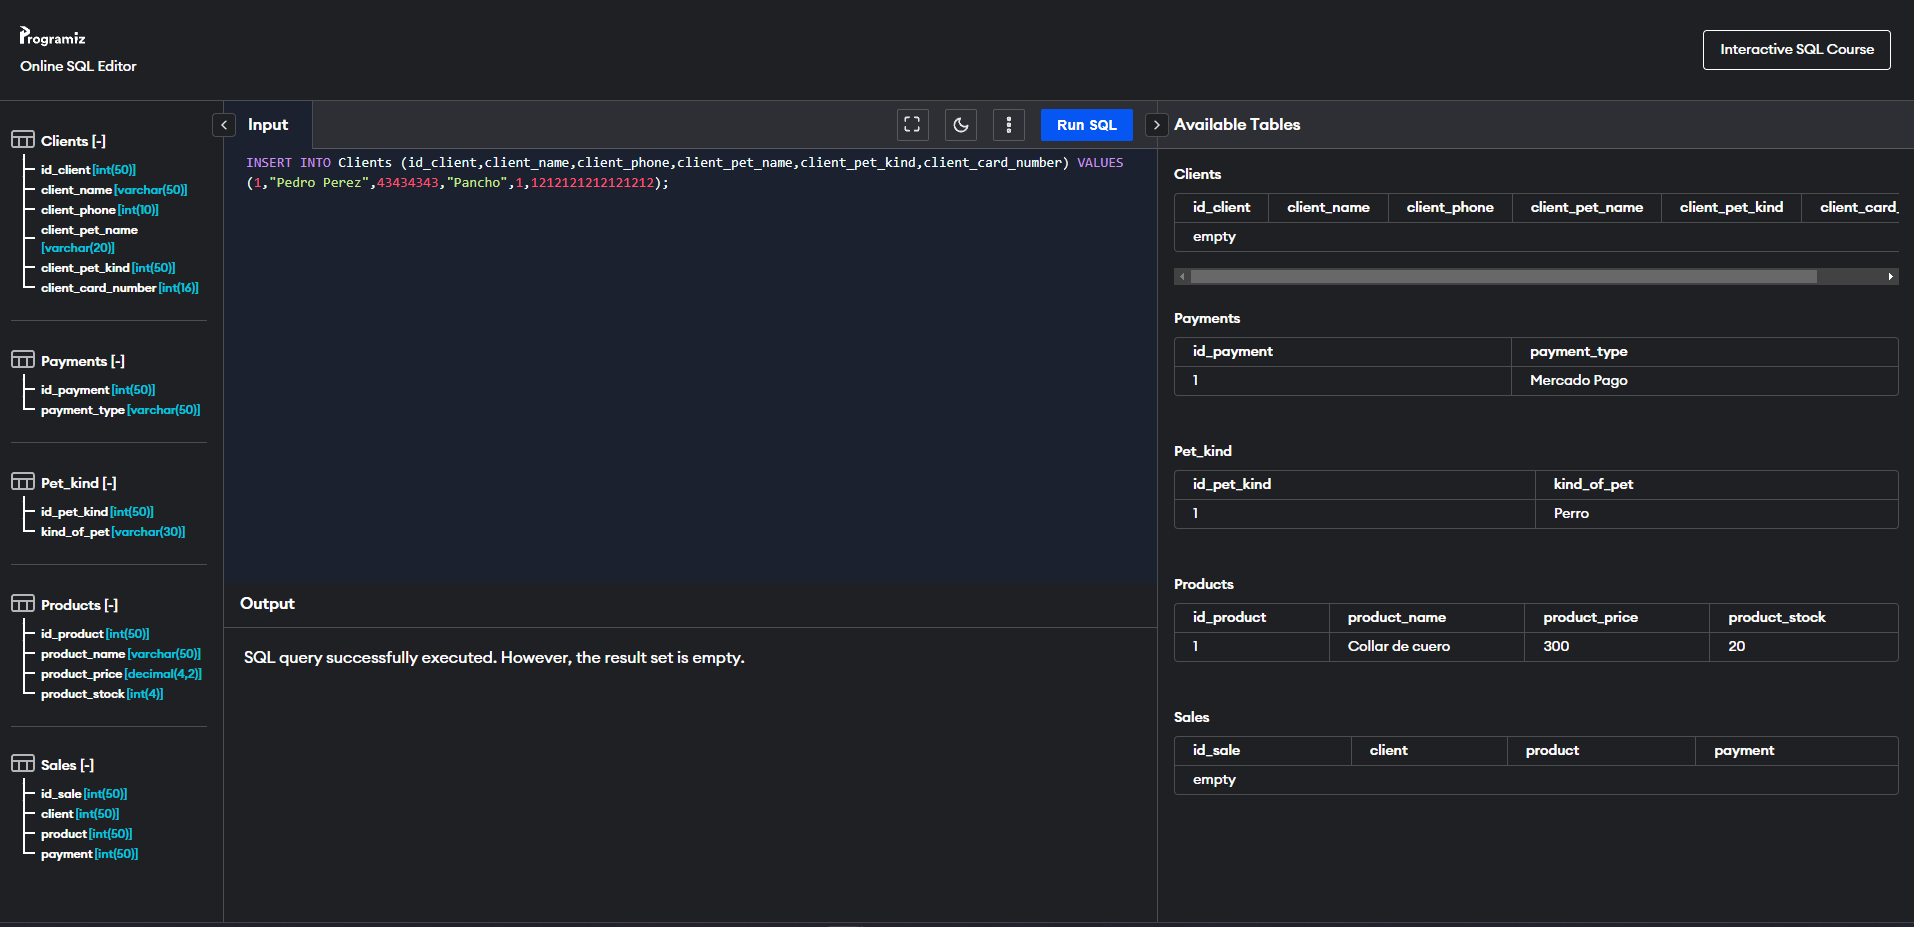 Programiz
Online SQL Editor
Interactive SQL Course
Clients [-]
id_client [int(50)]
client_name [varchar(50)]
client_phone [int(10)]
client_pet_name
[varchar(20)]
client_pet_kind [int(50)]
client_card_number [int(16)]
Payments [-]
id_payment [int(50)]
payment_type [varchar(50)]
Pet_kind [-]
id_pet_kind [int(50)]
kind_of_pet [varchar(30)]
Products [-]
id_product [int(50)]
product_name [varchar(50)]
product_price [decimal(4,2)]
product_stock [int(4)]
Sales [-]
id_sale [int(50)]
client [int(50)]
product [int(50)]
payment [int(50)]
Input
Run SQL
INSERT INTO Clients (id_client,client_name,client_phone,client_pet_name,client_pet_kind,client_card_number) VALUES
(1,"Pedro Perez",43434343,"Pancho",1,1212121212121212);
Output
SQL query successfully executed. However, the result set is empty.
Available Tables
Clients
id_client client_name client_phone client_pet_name client_pet_kind client_card_
empty
Payments
id_payment payment_type
1 Mercado Pago
Pet_kind
id_pet_kind kind_of_pet
1 Perro
Products
id_product product_name product_price product_stock
1 Collar de cuero 300 20
Sales
id_sale client product payment
empty